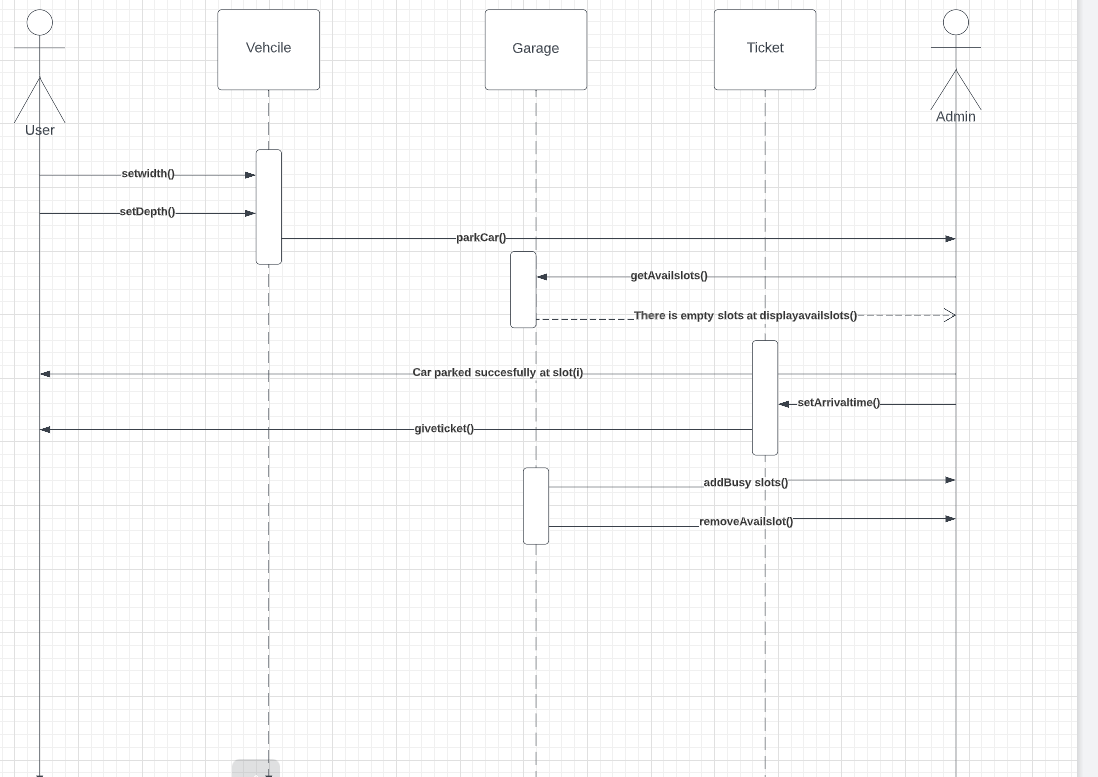 Vehcile
Garage
Ticket
User
Admin
setwidth()
setDepth()
parkCar()
getAvailslots()
There is empty slots at displayavailslots()
Car parked succesfully at slot(i)
setArrivaltime()
giveticket()
addBusy slots()
removeAvailslot()